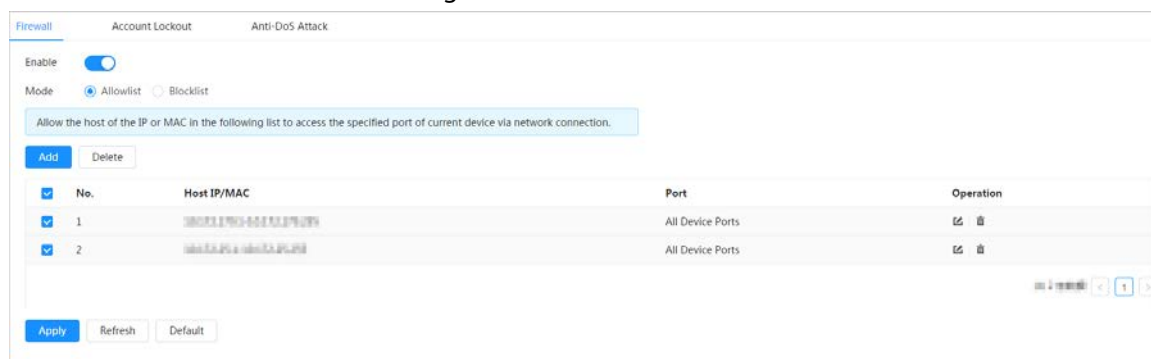 Firewall Account Lockout Anti-DoS Attack
Enable
Mode Allowlist Blocklist
Allow the host of the IP or MAC in the following list to access the specified port of current device via network connection.
Add Delete
No. Host IP/MAC Port Operation
1 All Device Ports
2 All Device Ports
1
Apply Refresh Default